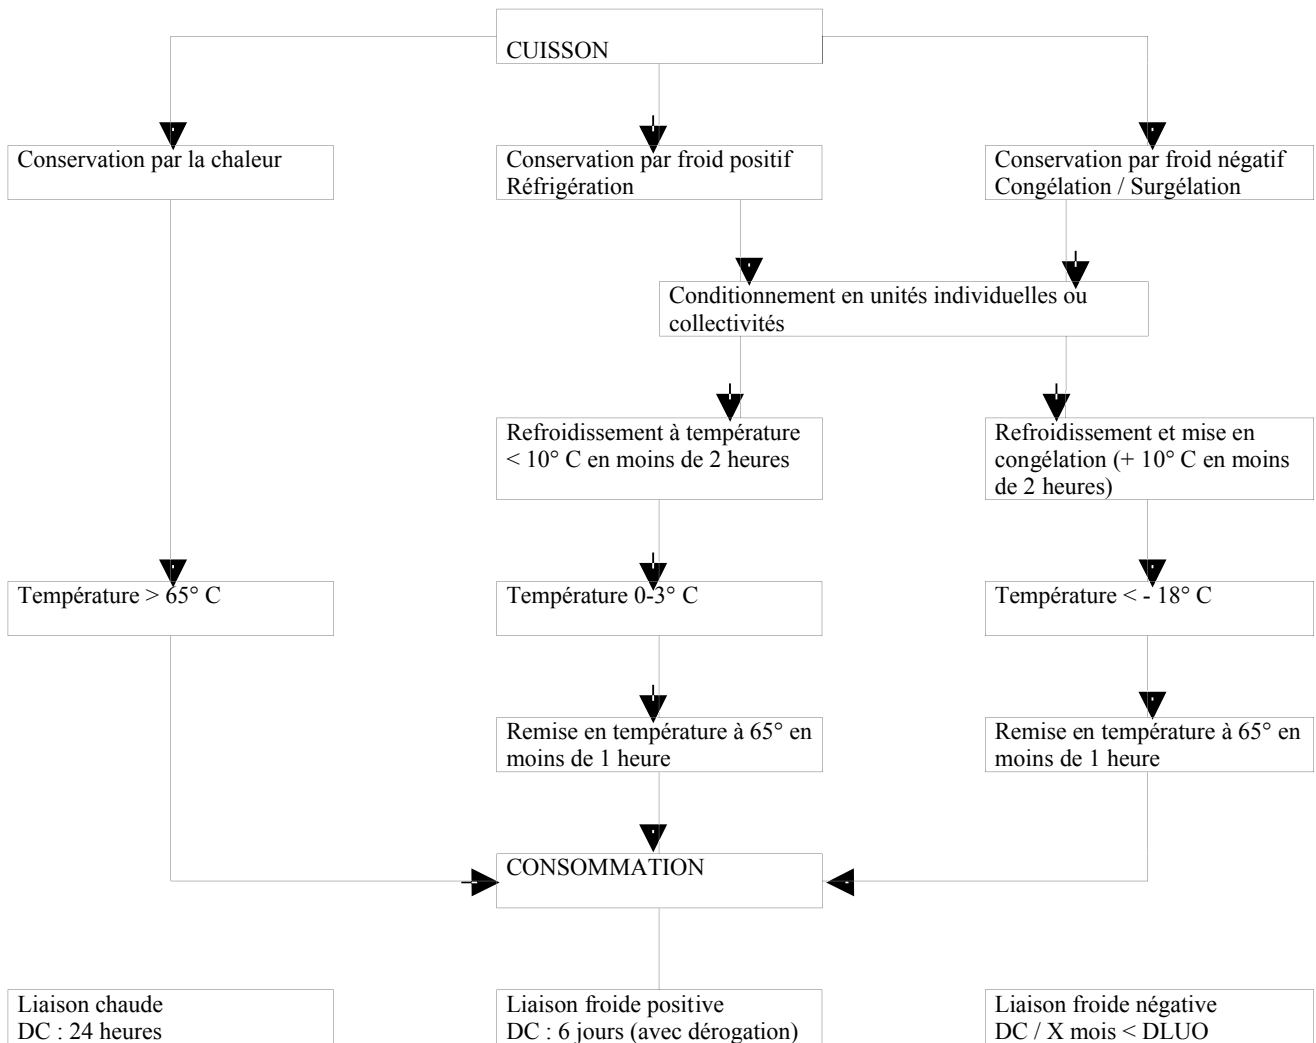 CUISSON
Conservation par la chaleur
Conservation par froid positif
Réfrigération
Conservation par froid négatif
Congélation / Surgélation
Conditionnement en unités individuelles ou
collectivités
Refroidissement à température
< 10° C en moins de 2 heures
Refroidissement et mise en
congélation (+ 10° C en moins
de 2 heures)
Température > 65° C
Température 0-3° C
Température < - 18° C
Remise en température à 65° en
moins de 1 heure
Remise en température à 65° en
moins de 1 heure
CONSOMMATION
Liaison chaude
DC : 24 heures
Liaison froide positive
DC : 6 jours (avec dérogation)
Liaison froide négative
DC / X mois < DLUO